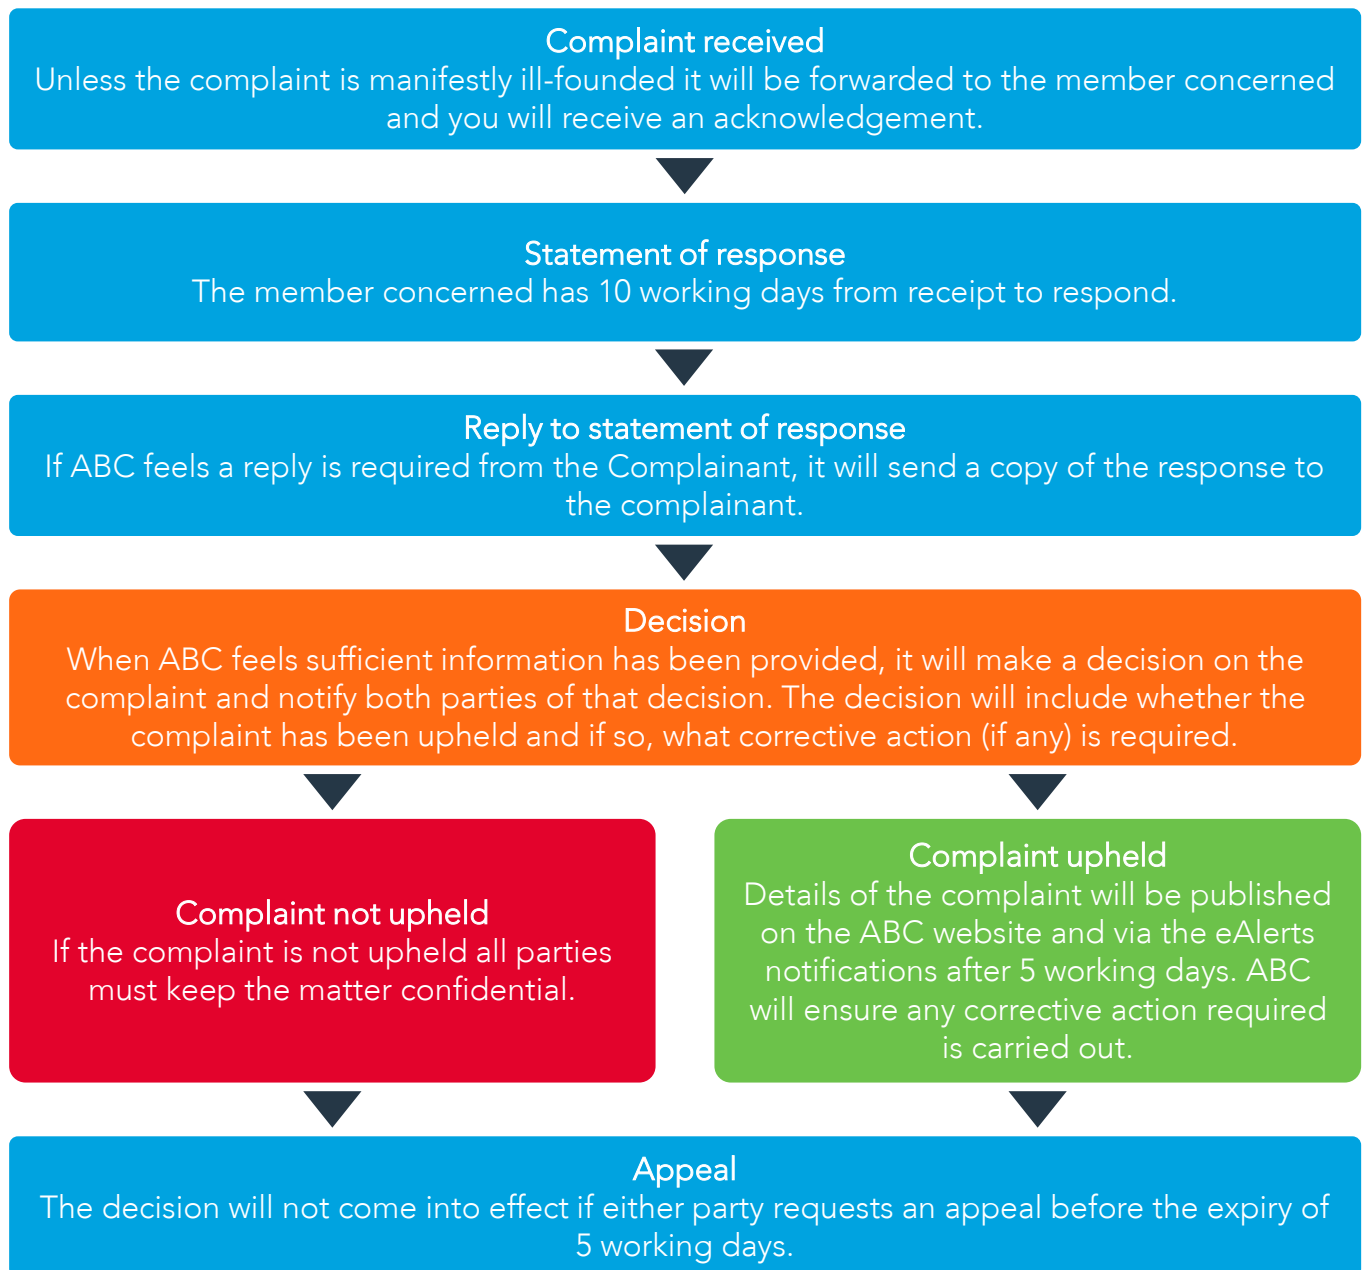 Complaint received
Unless the complaint is manifestly ill-founded it will be forwarded to the member concerned
and you will receive an acknowledgement.
Statement of response
The member concerned has 10 working days from receipt to respond.
Reply to statement of response
If ABC feels a reply is required from the Complainant, it will send a copy of the response to
the complainant.
Decision
When ABC feels sufficient information has been provided, it will make a decision on the
complaint and notify both parties of that decision. The decision will include whether the
complaint has been upheld and if so, what corrective action (if any) is required.
Complaint not upheld
If the complaint is not upheld all parties
must keep the matter confidential.
Complaint upheld
Details of the complaint will be published
on the ABC website and via the eAlerts
notifications after 5 working days. ABC
will ensure any corrective action required
is carried out.
Appeal
The decision will not come into effect if either party requests an appeal before the expiry of
5 working days.